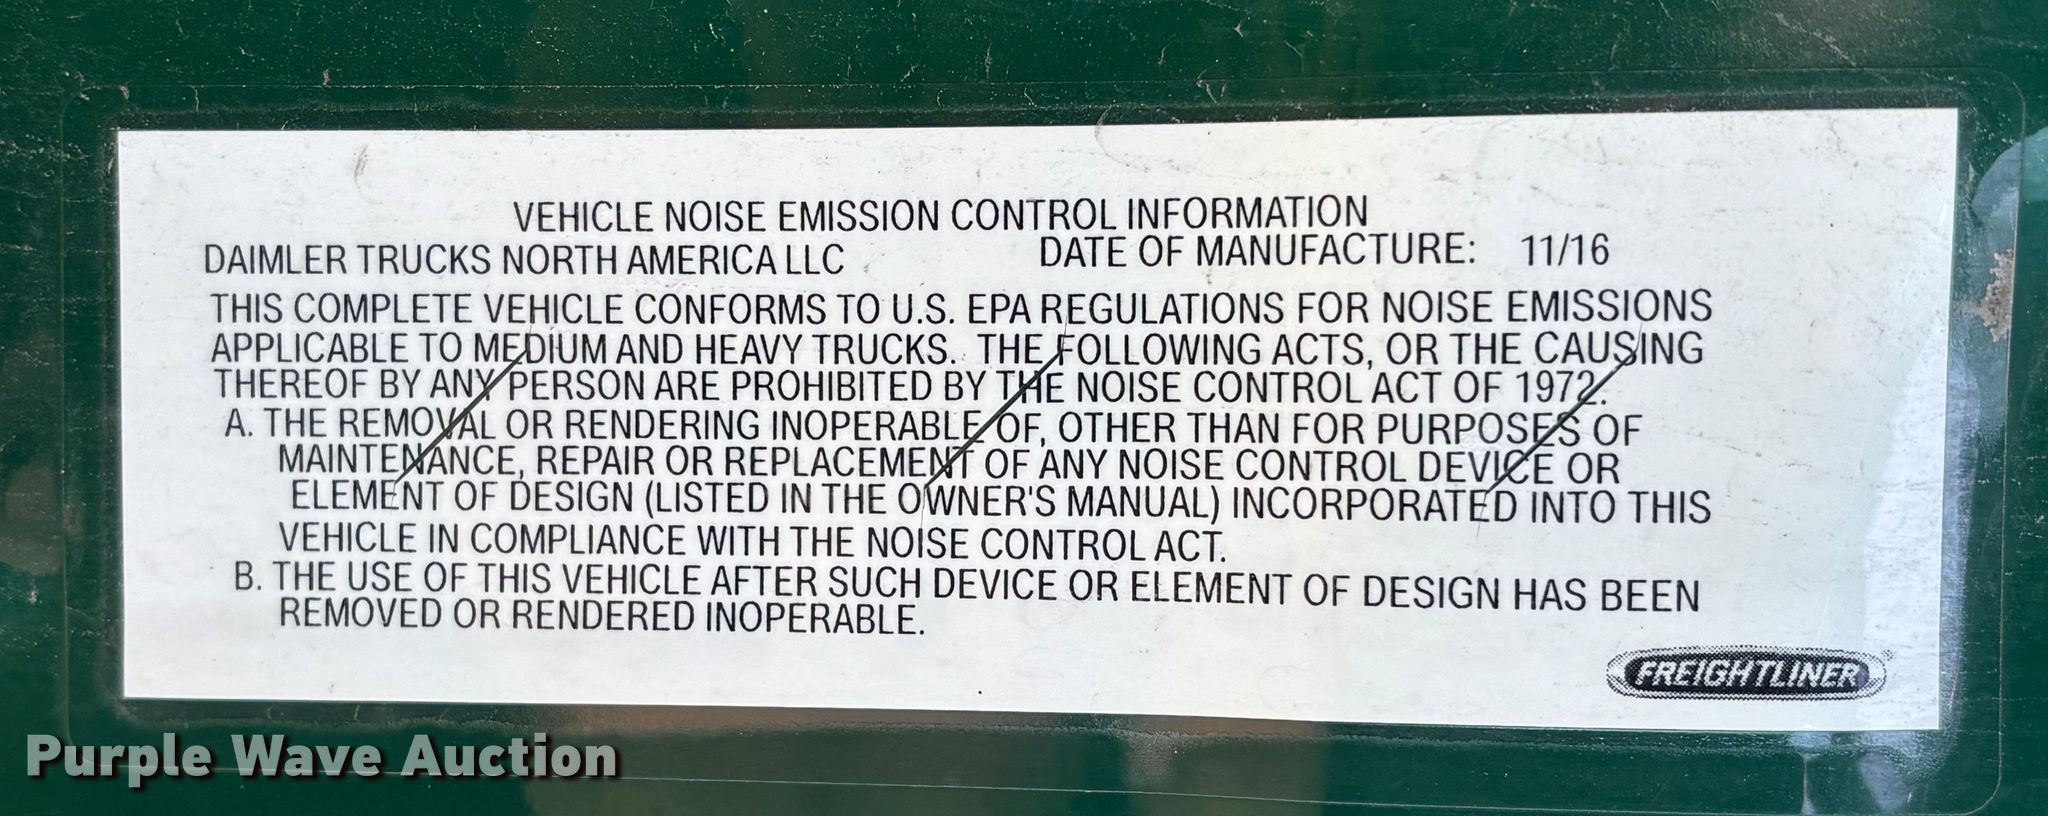 VEHICLE NOISE EMISSION CONTROL INFORMATION
DAIMLER TRUCKS NORTH AMERICA LLC DATE OF MANUFACTURE: 11/16
THIS COMPLETE VEHICLE CONFORMS TO U.S. EPA REGULATIONS FOR NOISE EMISSIONS
APPLICABLE TO MEDIUM AND HEAVY TRUCKS. THE FOLLOWING ACTS, OR THE CAUSING
THEREOF BY ANY PERSON ARE PROHIBITED BY THE NOISE CONTROL ACT OF 1972.
A. THE REMOVAL OR RENDERING INOPERABLE OF, OTHER THAN FOR PURPOSES OF
MAINTENANCE, REPAIR OR REPLACEMENT OF ANY NOISE CONTROL DEVICE OR
ELEMENT OF DESIGN (LISTED IN THE OWNER'S MANUAL) INCORPORATED INTO THIS
VEHICLE IN COMPLIANCE WITH THE NOISE CONTROL ACT.
B. THE USE OF THIS VEHICLE AFTER SUCH DEVICE OR ELEMENT OF DESIGN HAS BEEN
REMOVED OR RENDERED INOPERABLE.
FREIGHTLINER
Purple Wave Auction